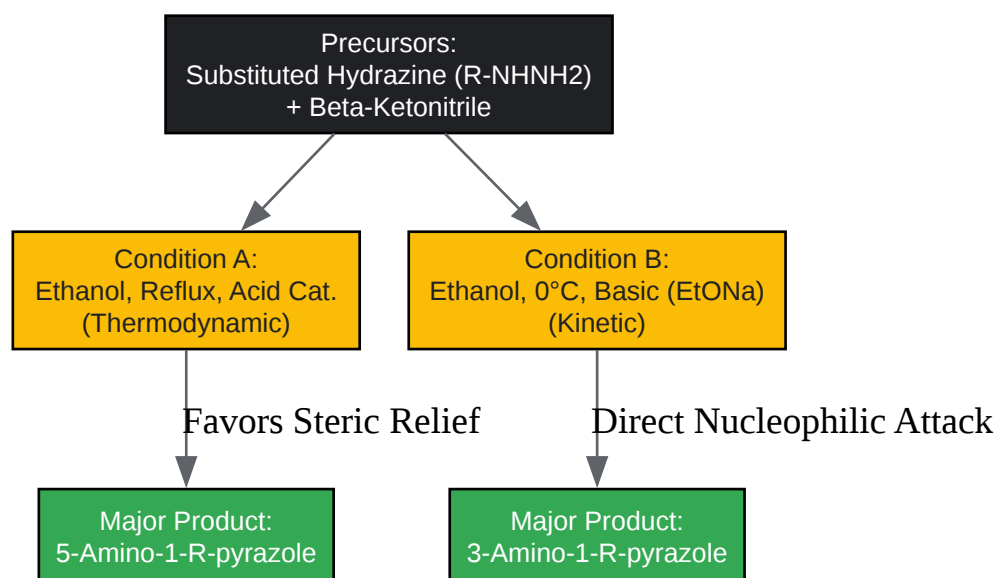 Precursors:
Substituted Hydrazine (R-NHNH2)
+ Beta-Ketonitrile
Condition A:
Ethanol, Reflux, Acid Cat.
(Thermodynamic)
Condition B:
Ethanol, 0°C, Basic (EtONa)
(Kinetic)
Favors Steric Relief
Direct Nucleophilic Attack
Major Product:
5-Amino-1-R-pyrazole
Major Product:
3-Amino-1-R-pyrazole